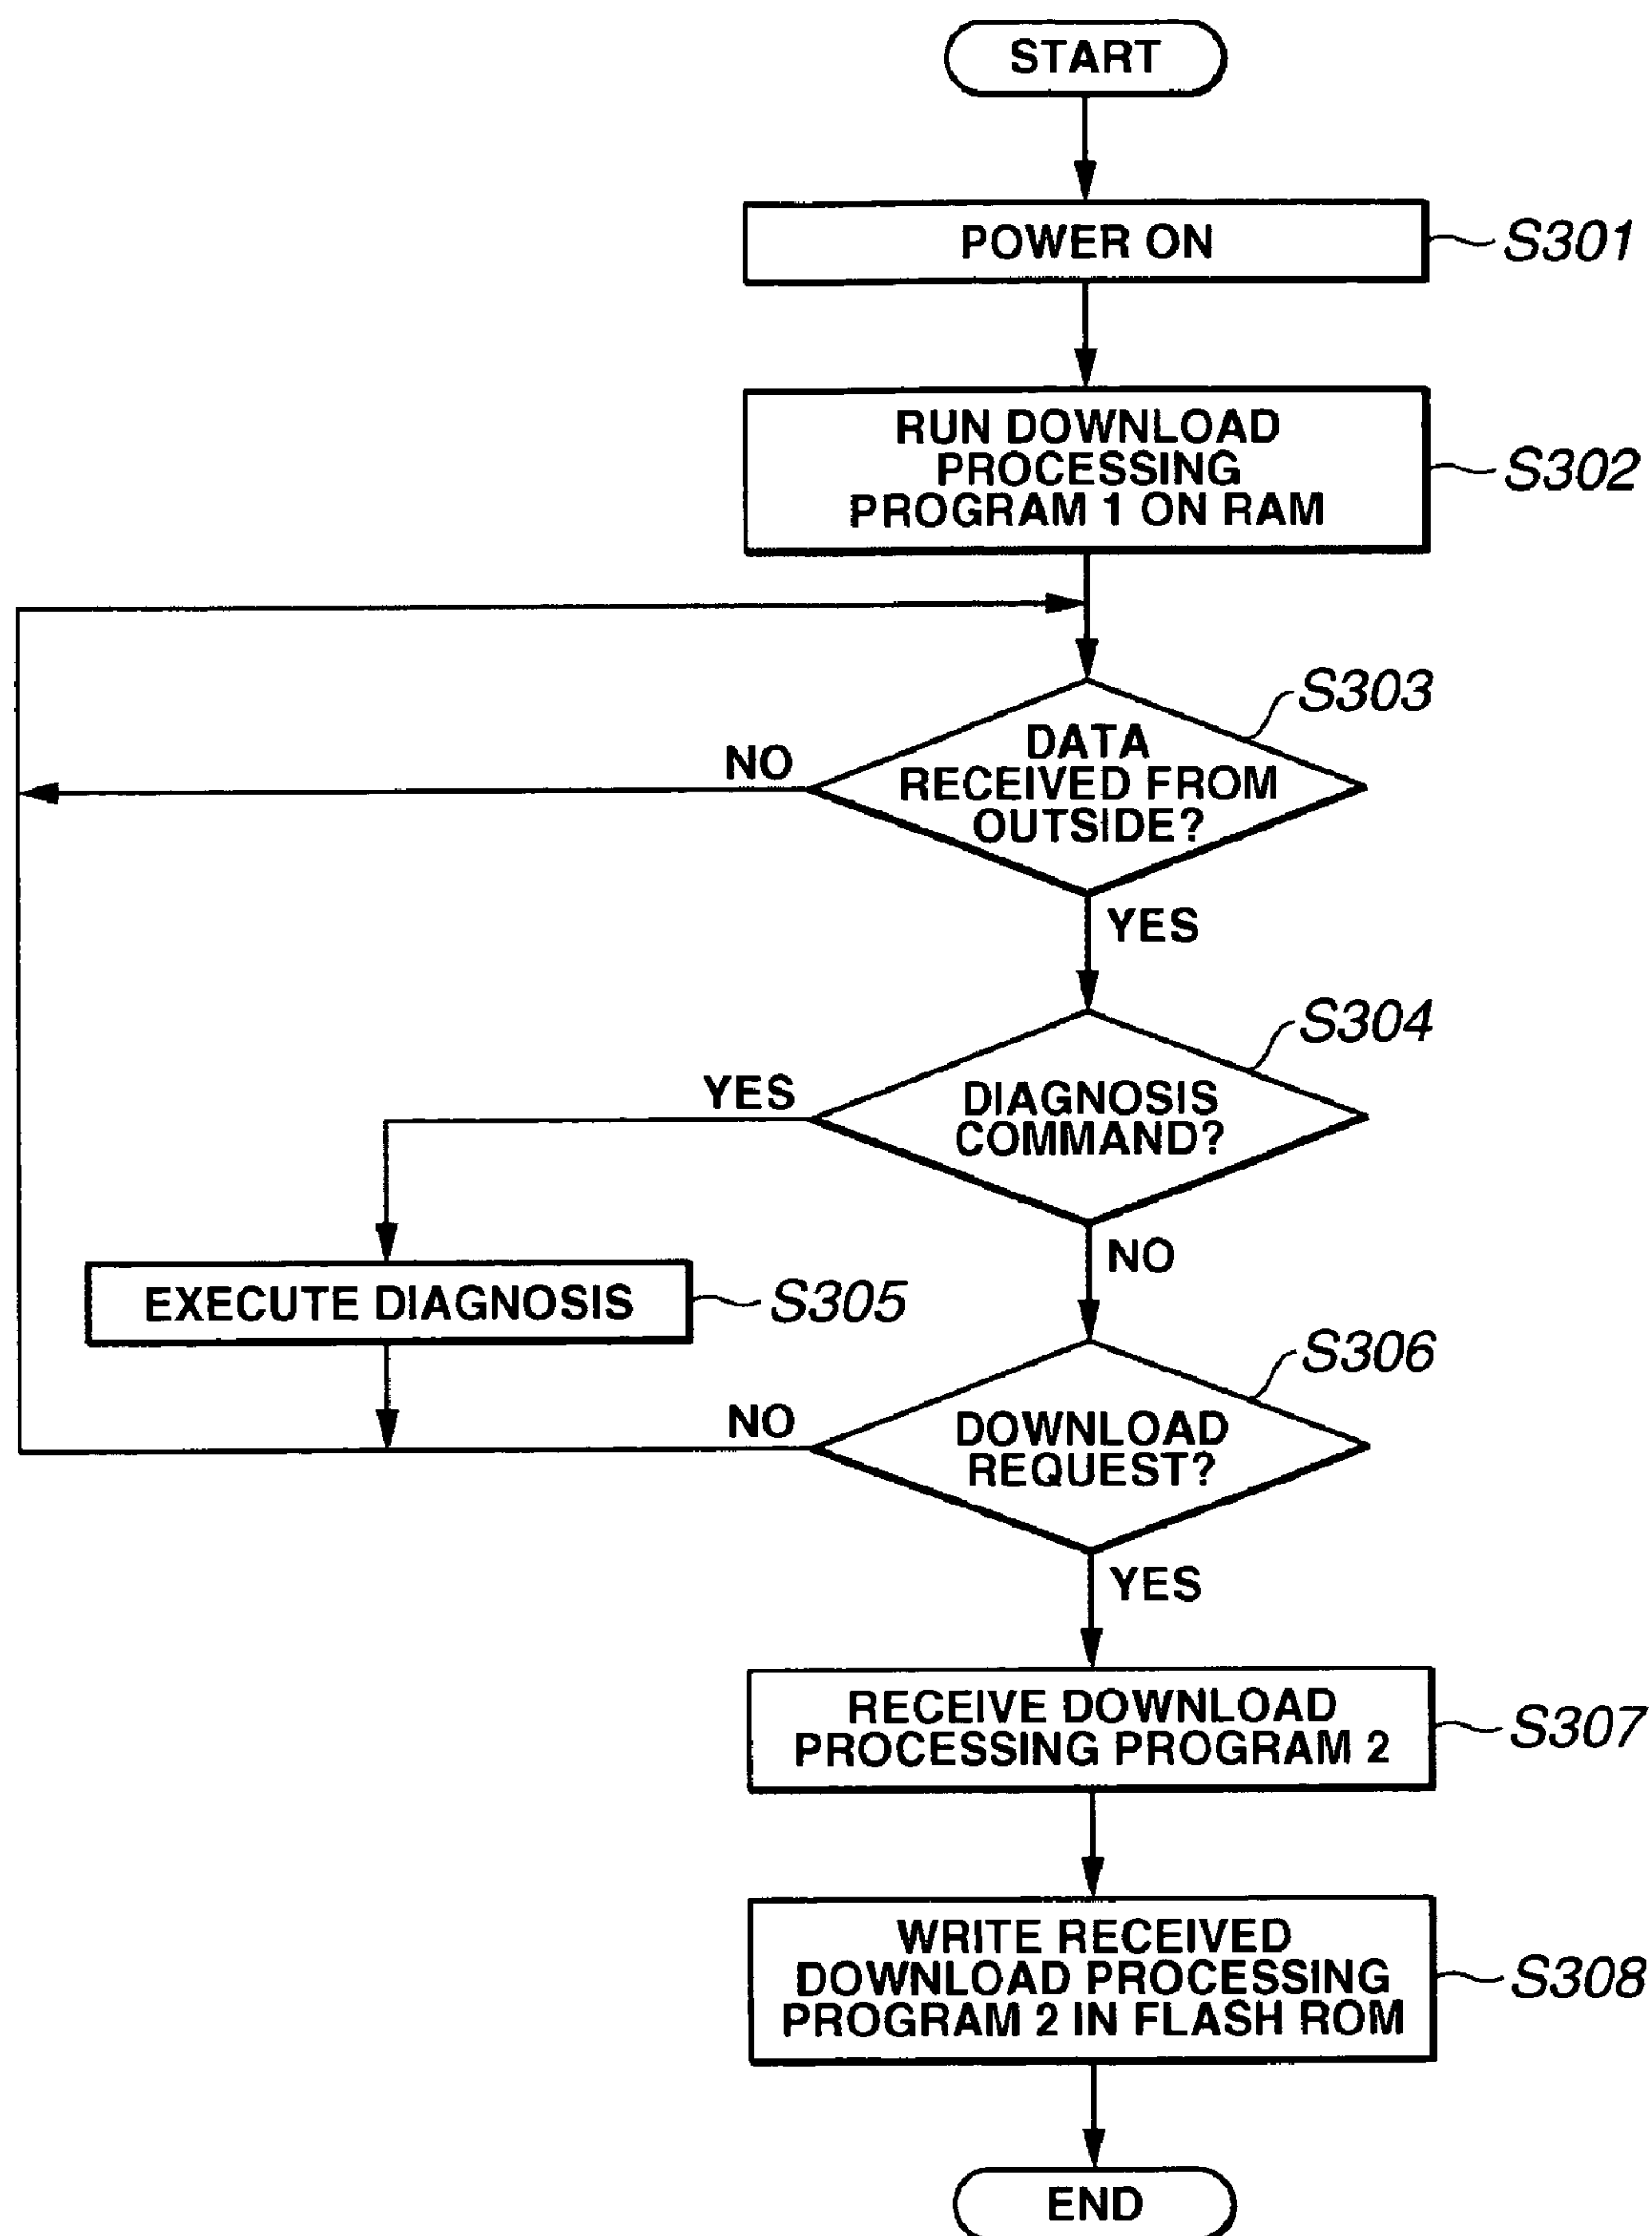 START
POWER ON
S301
RUN DOWNLOAD
PROCESSING
PROGRAM 1 ON RAM
S302
S303
DATA
RECEIVED FROM
OUTSIDE?
NO
YES
S304
DIAGNOSIS
COMMAND?
YES
NO
EXECUTE DIAGNOSIS
S305
S306
DOWNLOAD
REQUEST?
NO
YES
RECEIVE DOWNLOAD
PROCESSING PROGRAM 2
S307
WRITE RECEIVED
DOWNLOAD PROCESSING
PROGRAM 2 IN FLASH ROM
S308
END